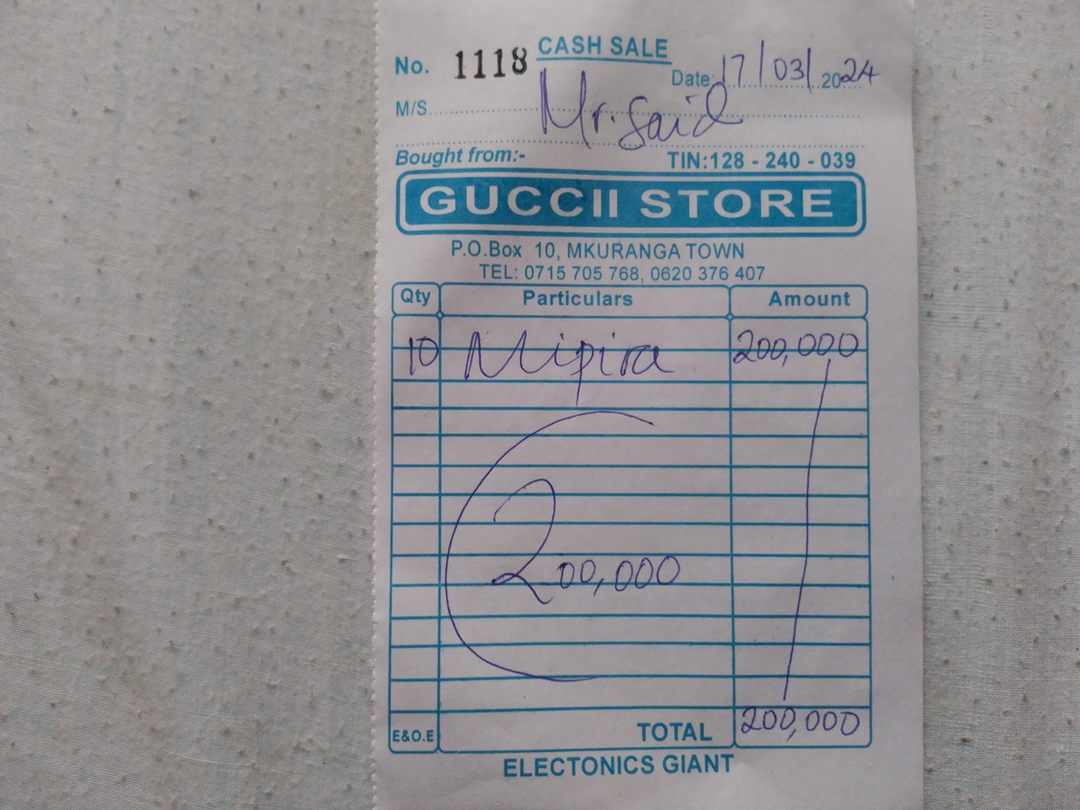 CASH SALE
No. 1118
Date 17/03/2024
M/S Mr. Said
Bought from:- TIN:128 - 240 - 039
GUCCII STORE
P.O.Box 10, MKURANGA TOWN
TEL: 0715 705 768, 0620 376 407
Qty Particulars Amount
10 Mipira 200,000
200,000
E&O.E TOTAL 200,000
ELECTONICS GIANT